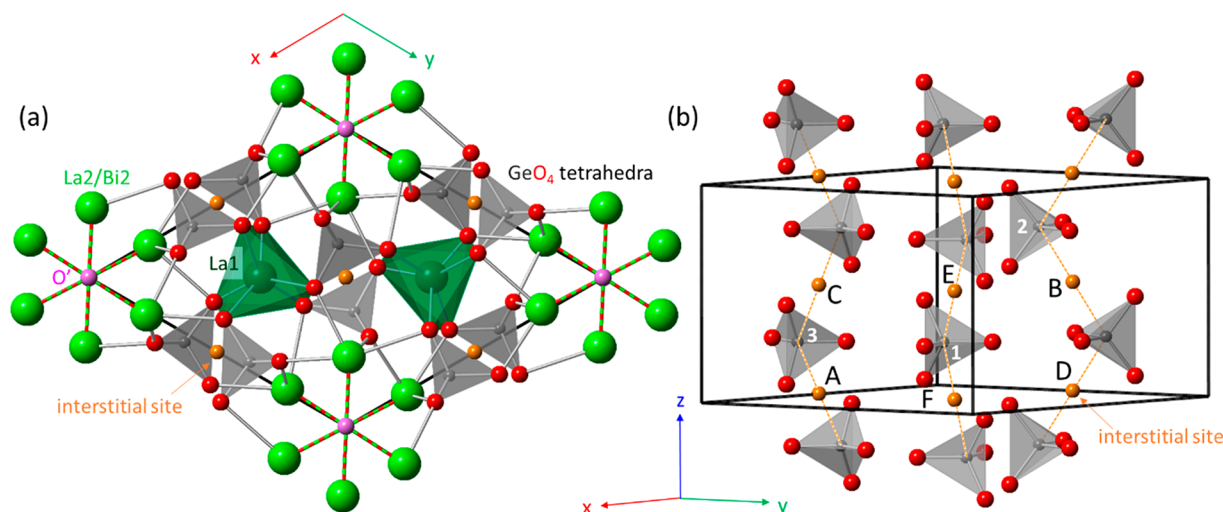 x
y
(a)
La2/Bi2
GeO4 tetrahedra
La1
O'
interstitial site
(b)
2
E
C
B
3
1
A
D
F
interstitial site
z
x
y